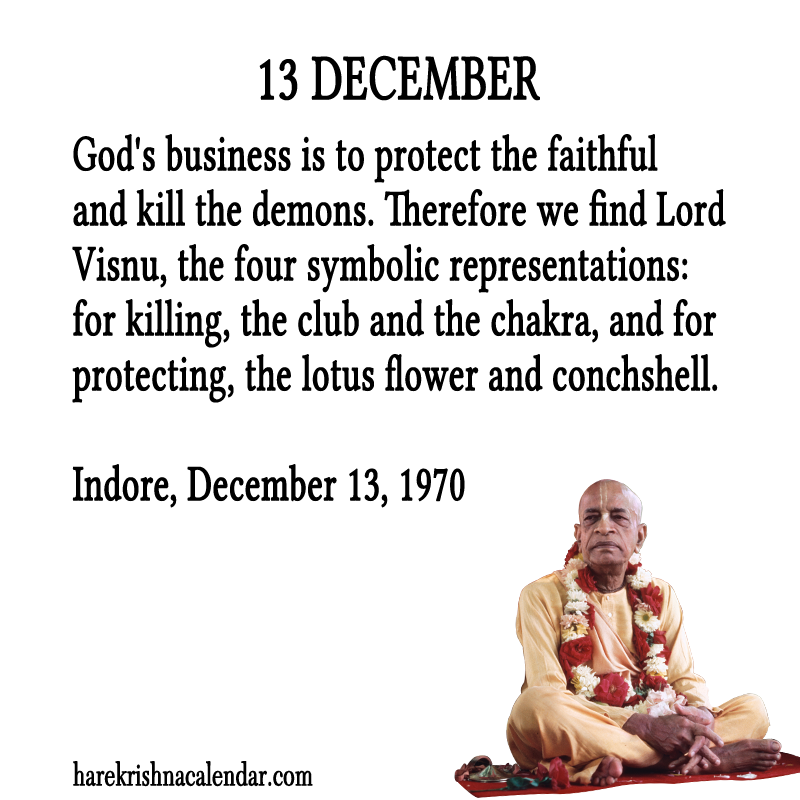 13 DECEMBER
God's business is to protect the faithful
and kill the demons. Therefore we find Lord
Visnu, the four symbolic representations:
for killing, the club and the chakra, and for
protecting, the lotus flower and conchshell.
Indore, December 13, 1970
harekrishnacalendar.com